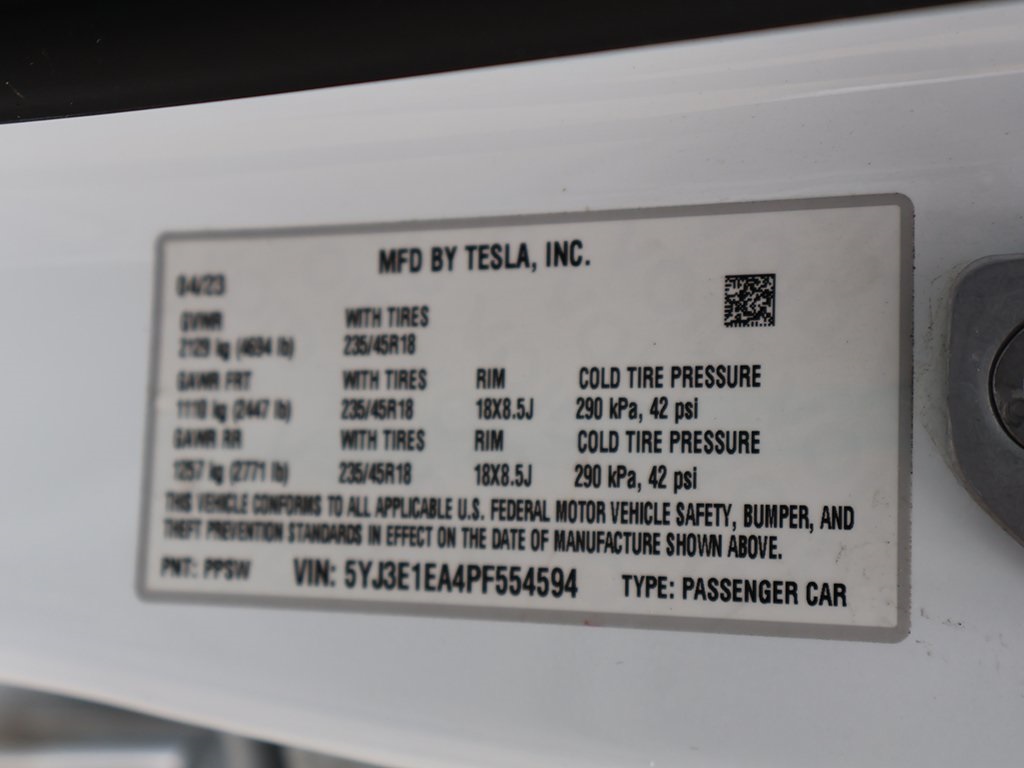 MFD BY TESLA, INC.
04/23
GVWR WITH TIRES
2129 kg (4694 lb) 235/45R18
GAWR FRT WITH TIRES RIM COLD TIRE PRESSURE
1110 kg (2447 lb) 235/45R18 18X8.5J 290 kPa, 42 psi
GAWR RR WITH TIRES RIM COLD TIRE PRESSURE
1257 kg (2771 lb) 235/45R18 18X8.5J 290 kPa, 42 psi
THIS VEHICLE CONFORMS TO ALL APPLICABLE U.S. FEDERAL MOTOR VEHICLE SAFETY, BUMPER, AND
THEFT PREVENTION STANDARDS IN EFFECT ON THE DATE OF MANUFACTURE SHOWN ABOVE.
PNT: PPSW VIN: 5YJ3E1EA4PF554594 TYPE: PASSENGER CAR